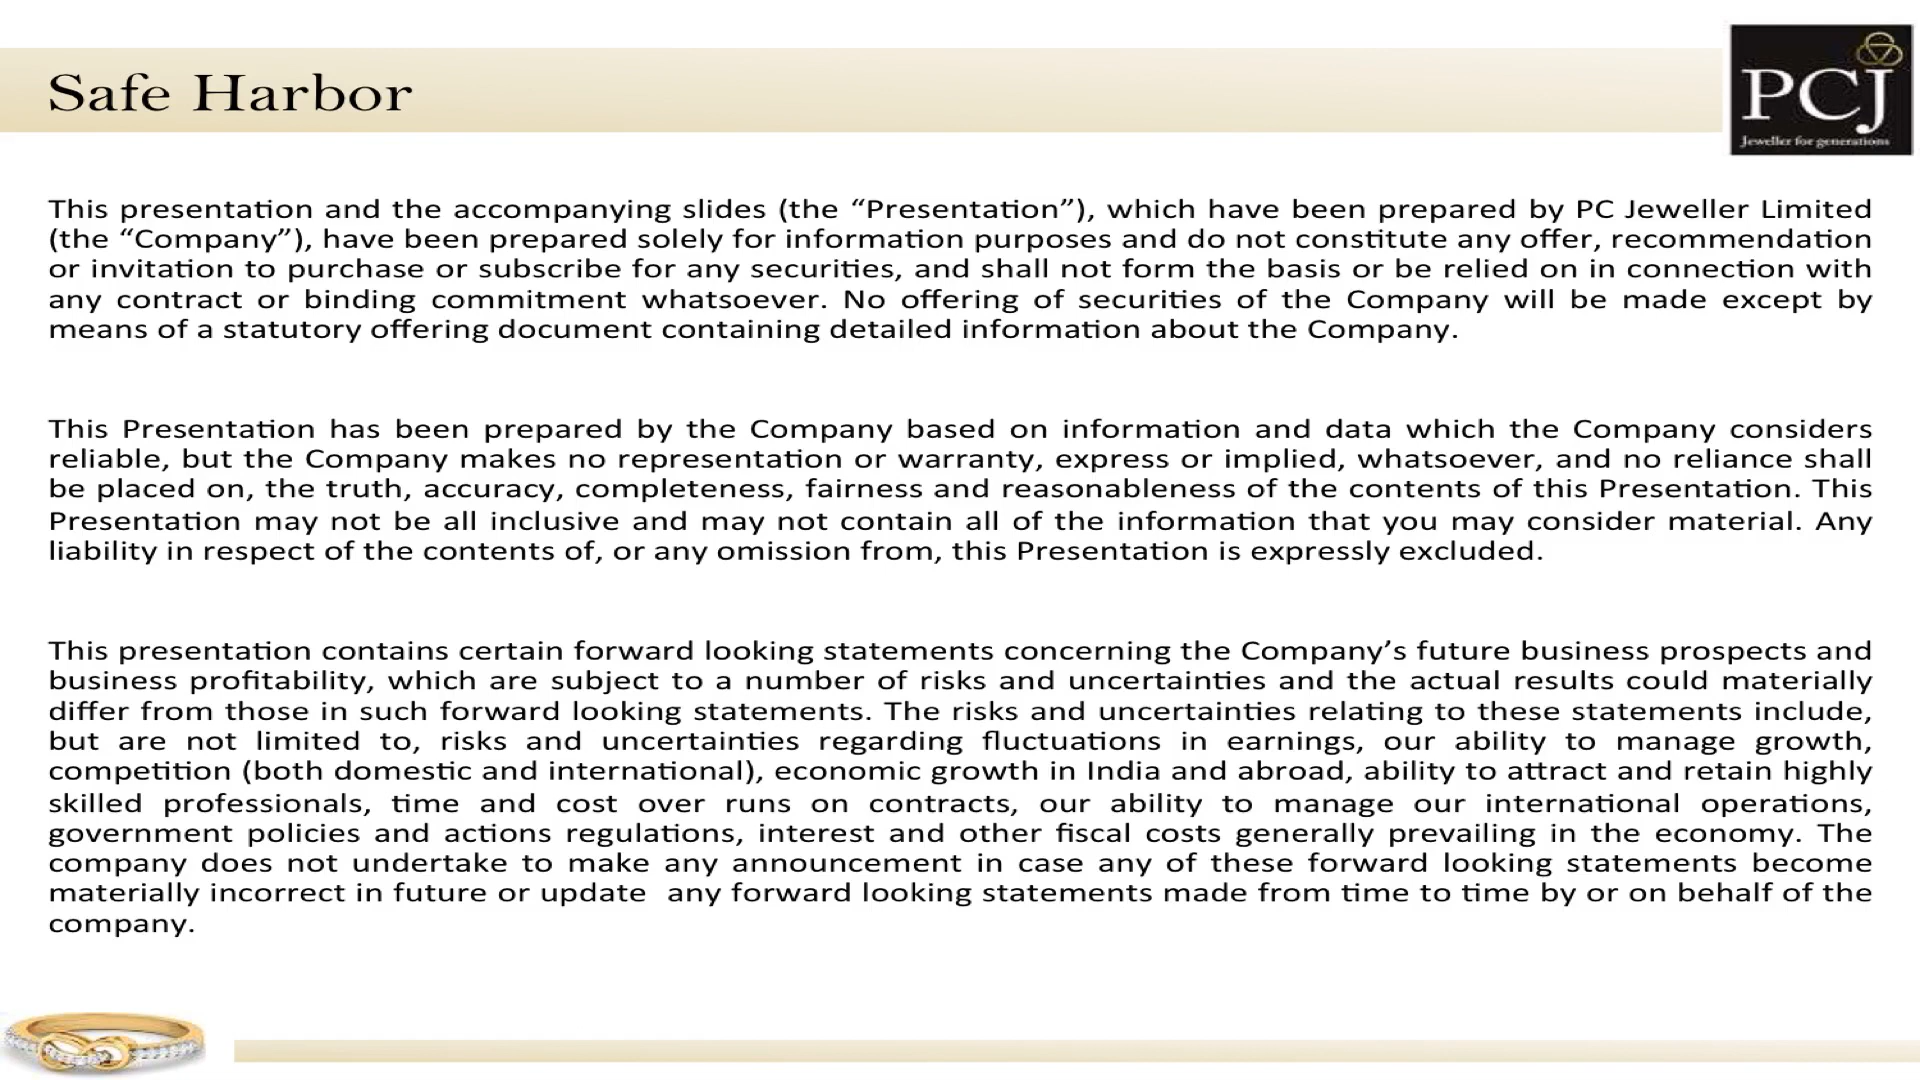 Safe Harbor
PCJ
Jeweller for generations
This presentation and the accompanying slides (the “Presentation”), which have been prepared by PC Jeweller Limited
(the “Company”), have been prepared solely for information purposes and do not constitute any offer, recommendation
or invitation to purchase or subscribe for any securities, and shall not form the basis or be relied on in connection with
any contract or binding commitment whatsoever. No offering of securities of the Company will be made except by
means of a statutory offering document containing detailed information about the Company.
This Presentation has been prepared by the Company based on information and data which the Company considers
reliable, but the Company makes no representation or warranty, express or implied, whatsoever, and no reliance shall
be placed on, the truth, accuracy, completeness, fairness and reasonableness of the contents of this Presentation. This
Presentation may not be all inclusive and may not contain all of the information that you may consider material. Any
liability in respect of the contents of, or any omission from, this Presentation is expressly excluded.
This presentation contains certain forward looking statements concerning the Company’s future business prospects and
business profitability, which are subject to a number of risks and uncertainties and the actual results could materially
differ from those in such forward looking statements. The risks and uncertainties relating to these statements include,
but are not limited to, risks and uncertainties regarding fluctuations in earnings, our ability to manage growth,
competition (both domestic and international), economic growth in India and abroad, ability to attract and retain highly
skilled professionals, time and cost over runs on contracts, our ability to manage our international operations,
government policies and actions regulations, interest and other fiscal costs generally prevailing in the economy. The
company does not undertake to make any announcement in case any of these forward looking statements become
materially incorrect in future or update any forward looking statements made from time to time by or on behalf of the
company.